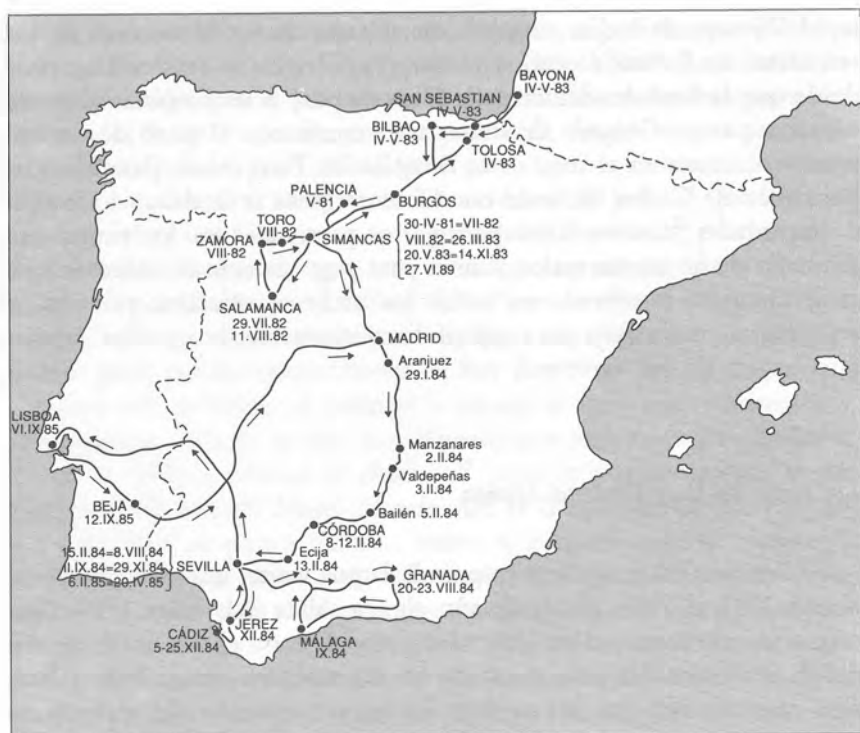 BAYONA
IV-V-83
SAN SEBASTIAN
IV-V-83
BILBAO
IV-V-83
TOLOSA
IV-83
PALENCIA
V-81
BURGOS
TORO
VIII-82
ZAMORA
VIII-82
SIMANCAS
30-IV-81=VII-82
VIII.82=26.III.83
20.V.83=14.XI.83
27.VI.89
SALAMANCA
29.VII.82
11.VIII.82
MADRID
Aranjuez
29.I.84
LISBOA
VI.IX.85
Manzanares
2.II.84
Valdepeñas
3.II.84
BEJA
12.IX.85
Bailén 5.II.84
CÓRDOBA
8-12.II.84
Ecija
13.II.84
15.II.84=8.VIII.84
II.IX.84=29.XI.84
6.II.85=20.IV.85
SEVILLA
GRANADA
20-23.VIII.84
JEREZ
XII.84
CÁDIZ
5-25.XII.84
MÁLAGA
IX.84